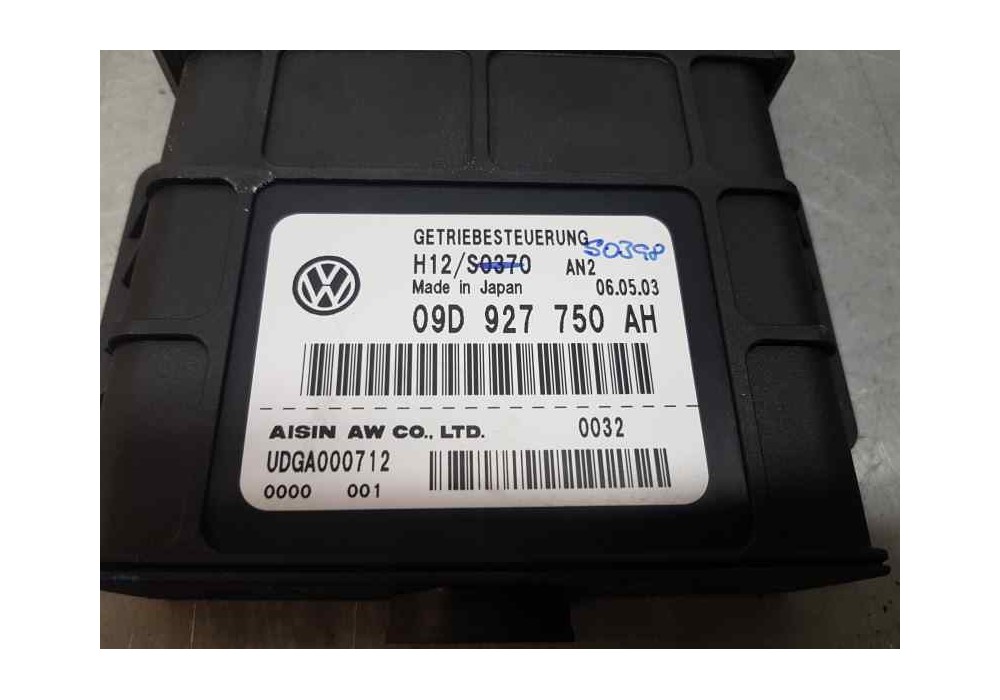 GETRIEBESTEUERUNG
S0398
H12/S0370 AN2
Made in Japan 06.05.03
09D 927 750 AH
AISIN AW CO., LTD. 0032
UDGA000712
0000 001